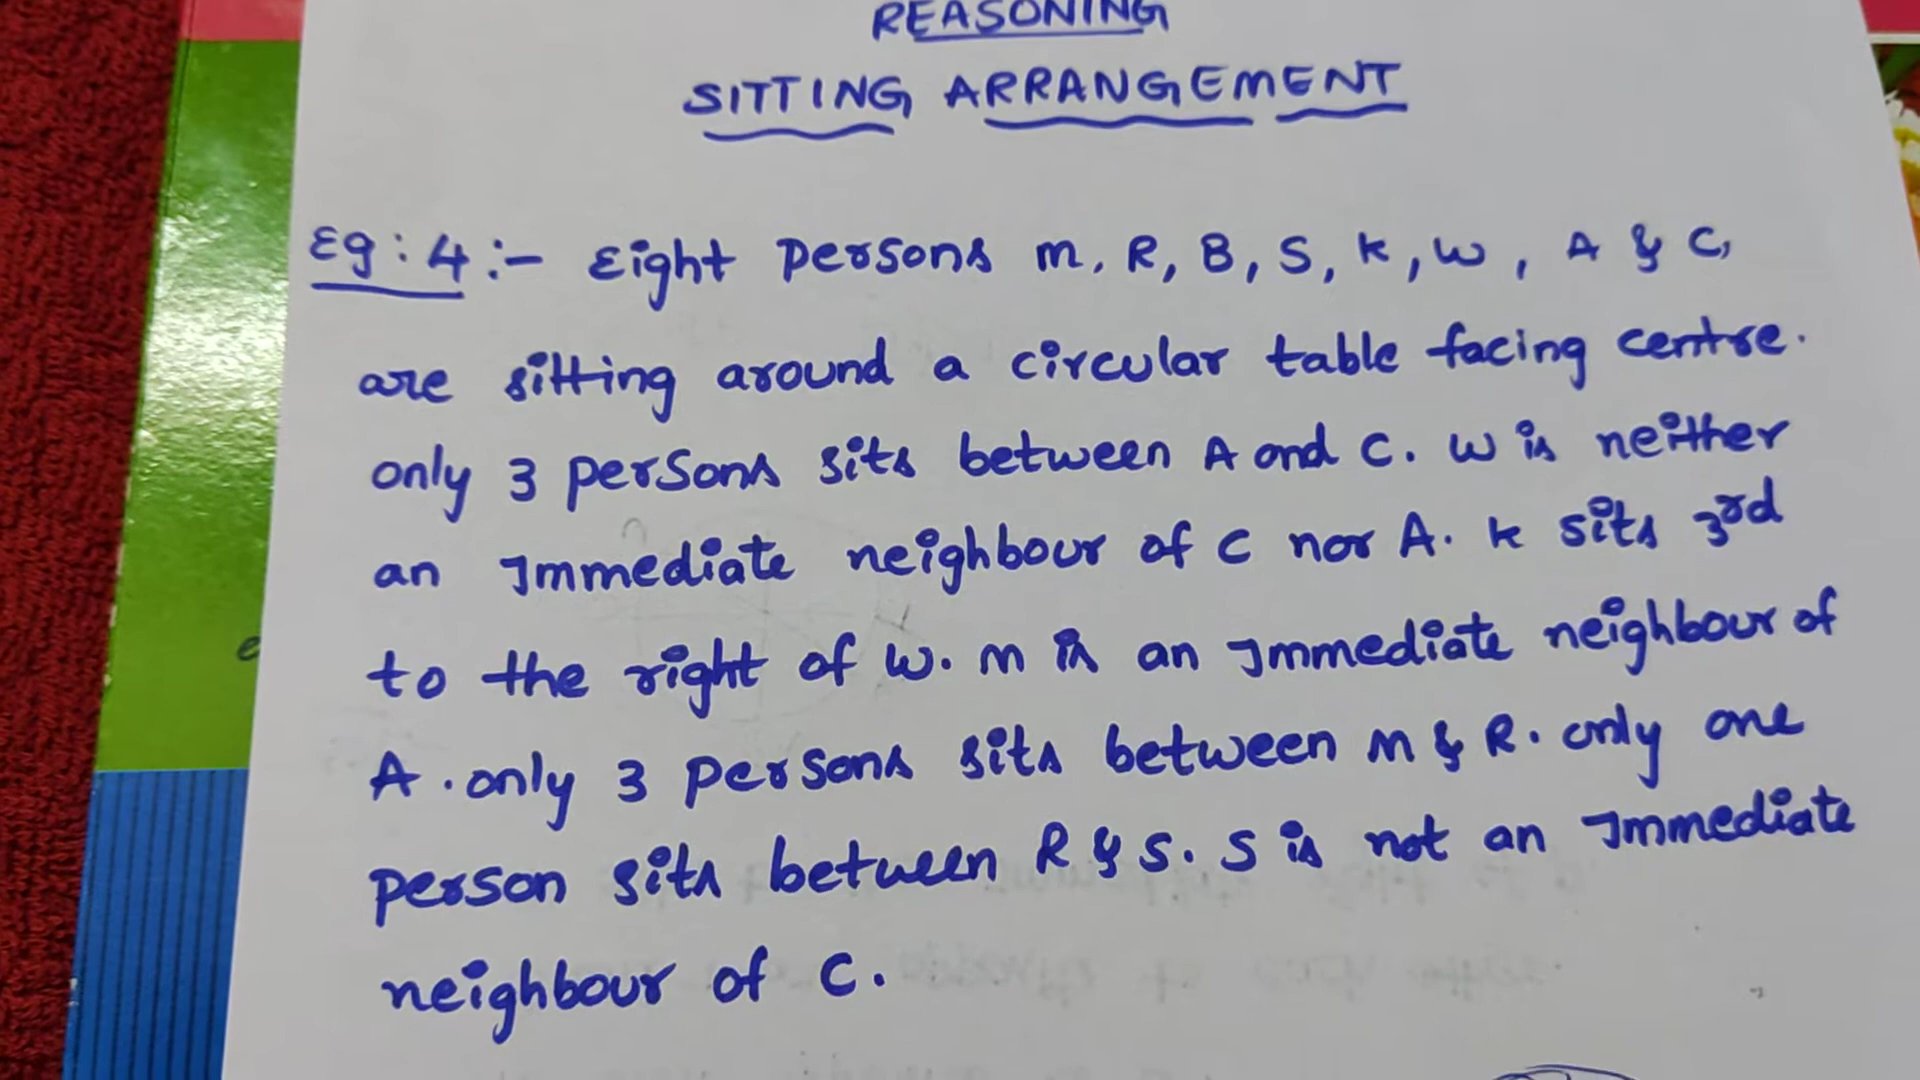 REASONING
SITTING ARRANGEMENT
Eg : 4 :- Eight persons M, R, B, S, K, W, A & C,
are sitting around a circular table facing centre.
only 3 persons sits between A and C. W is neither
an Immediate neighbour of C nor A. K sits 3rd
to the right of W. M is an Immediate neighbour of
A. only 3 persons sits between M & R. only one
person sits between R & S. S is not an Immediate
neighbour of C.